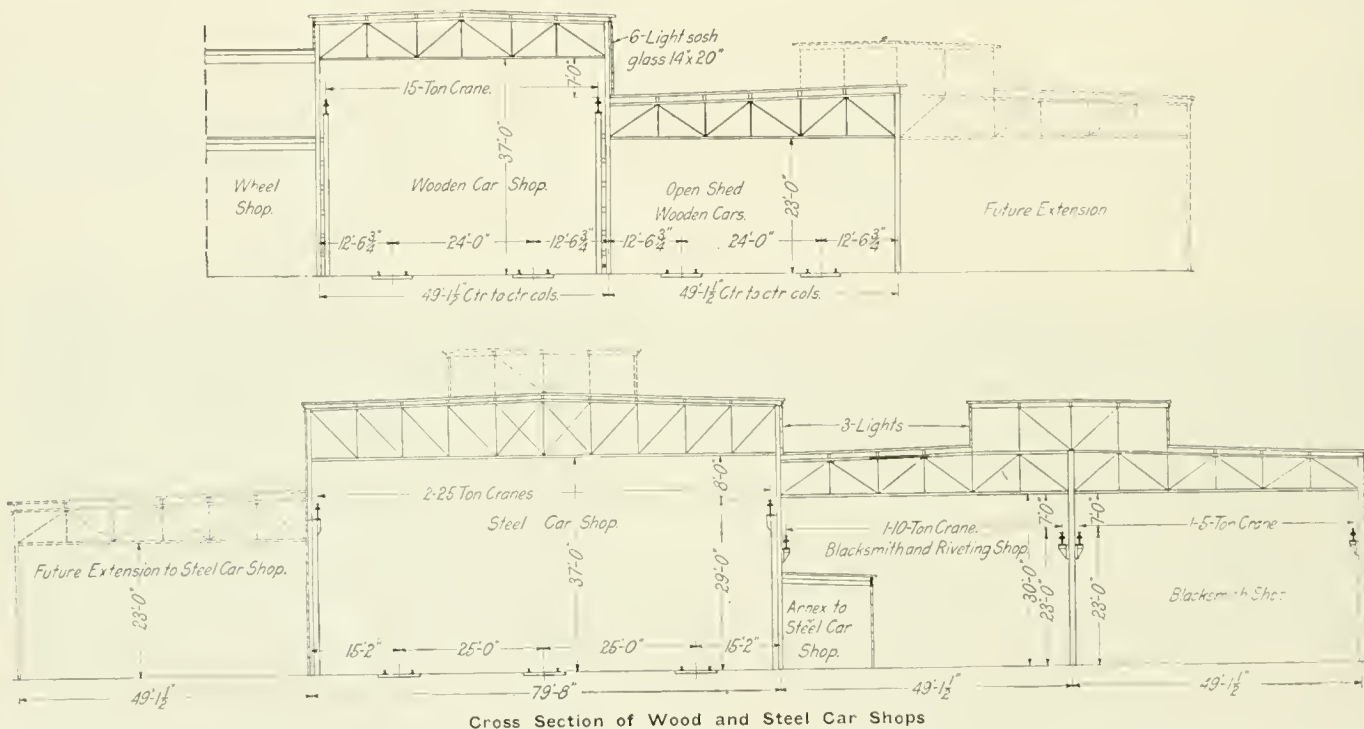 6-Light sash
glass 14"x20"
15-Ton Crane.
7'-0"
37'-0"
Wheel
Shop.
Wooden Car Shop.
Open Shed
Wooden Cars.
23'-0"
Future Extension
12'-6¾"
24'-0"
12'-6¾"
12'-6¾"
24'-0"
12'-6¾"
49'-1½" Ctr to ctr cols.
49'-1½" Ctr to ctr cols.
3-Lights
8'-0"
2-25 Ton Cranes
Steel Car Shop.
1-10-Ton Crane.
Blacksmith and Riveting Shop.
7'-0"
7'-0"
1-5-Ton Crane
Future Extension to Steel Car Shop.
23'-0"
37'-0"
29'-0"
30'-0"
23'-0"
23'-0"
Blacksmith Shop
Annex to
Steel Car
Shop.
15'-2"
25'-0"
25'-0"
15'-2"
49'-1½"
79'-8"
49'-1½"
49'-1½"
Cross Section of Wood and Steel Car Shops